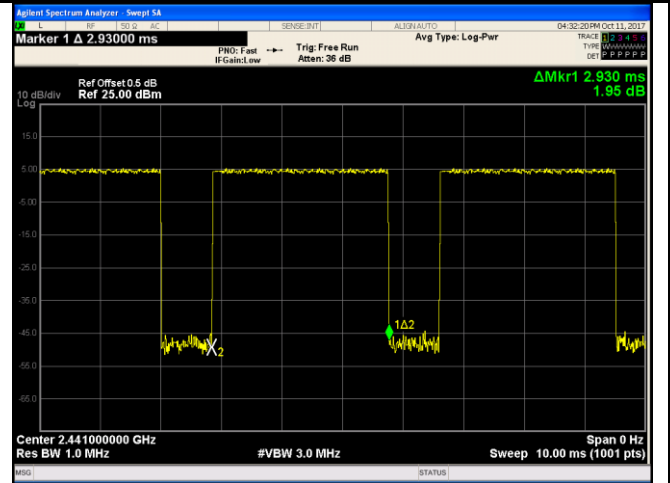 Agilent Spectrum Analyzer - Swept SA
L RF 50 Ω AC SENSE:INT ALIGN AUTO 04:32:20 PM Oct 11, 2017
Marker 1 Δ 2.93000 ms
PNO: Fast
IFGain:Low
Trig: Free Run
Atten: 36 dB
Avg Type: Log-Pwr
TRACE 1 2 3 4 5 6
TYPE WWWWWW
DET P P P P P P
ΔMkr1 2.930 ms
1.95 dB
Ref Offset 0.5 dB
10 dB/div Ref 25.00 dBm
Log
15.0
5.00
-5.00
-15.0
-25.0
-35.0
-45.0
1Δ2
2
-55.0
-65.0
Center 2.441000000 GHz Span 0 Hz
Res BW 1.0 MHz #VBW 3.0 MHz Sweep 10.00 ms (1001 pts)
MSG STATUS